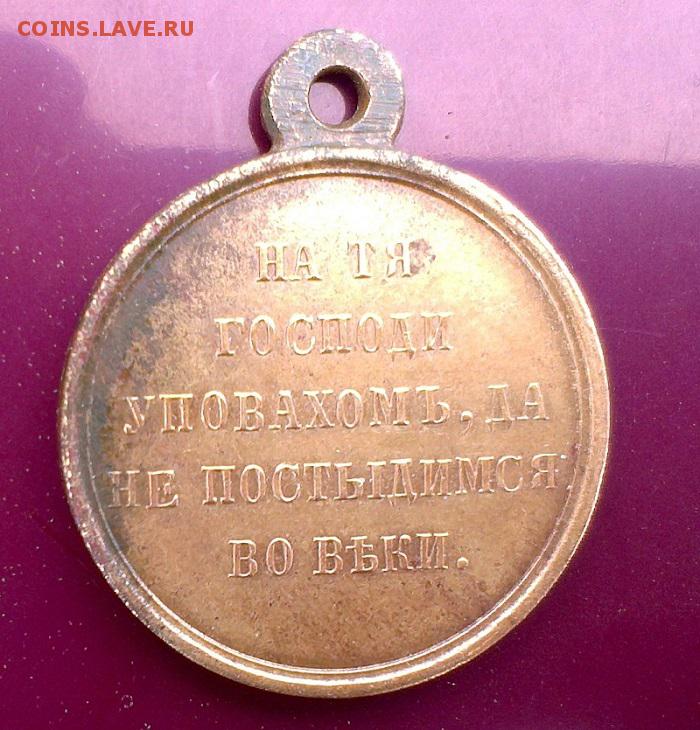 COINS.LAVE.RU
НА ТЯ
ГОСПОДИ
УПОВАХОМЪ, ДА
НЕ ПОСТЫДИМСЯ
ВО ВѢКИ.